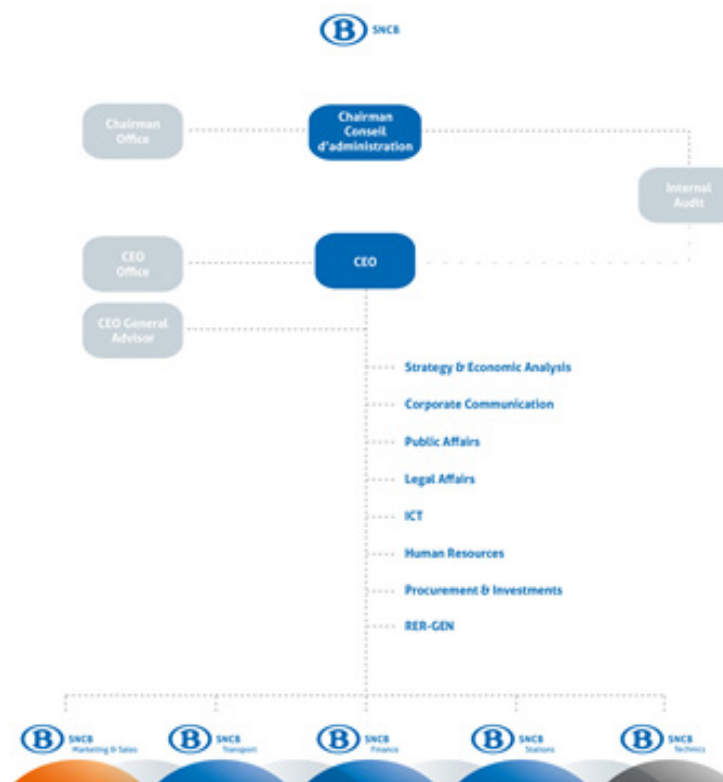 B SNCB
Chairman
Office
Chairman
Conseil
d'administration
Internal
Audit
CEO
Office
CEO
CEO General
Advisor
Strategy & Economic Analysis
Corporate Communication
Public Affairs
Legal Affairs
ICT
Human Resources
Procurement & Investments
RER-GEN
B SNCB
Marketing & Sales
B SNCB
Transport
B SNCB
Finance
B SNCB
Stations
B SNCB
Technics